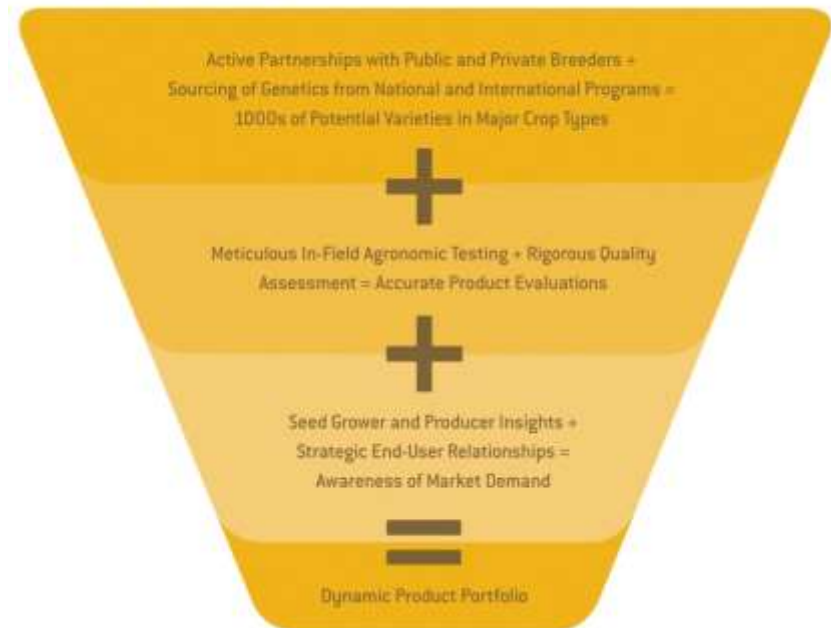 Active Partnerships with Public and Private Breeders +
Sourcing of Genetics from National and International Programs =
1000s of Potential Varieties in Major Crop Types
+
Meticulous In-Field Agronomic Testing + Rigorous Quality
Assessment = Accurate Product Evaluations
+
Seed Grower and Producer Insights +
Strategic End-User Relationships =
Awareness of Market Demand
=
Dynamic Product Portfolio